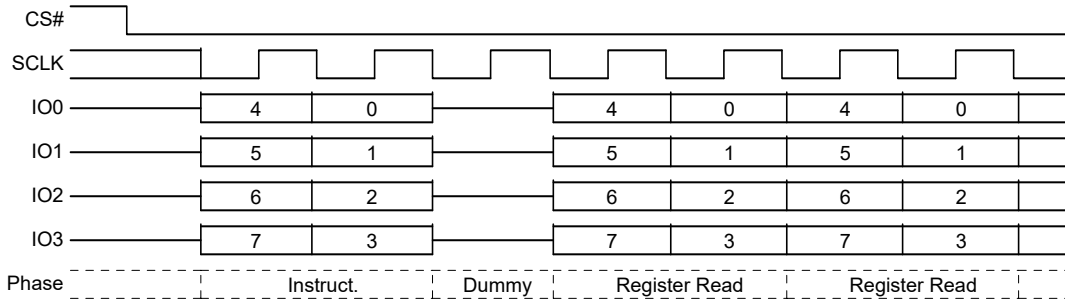 CS#
SCLK
IO0 4 0 4 0 4 0
IO1 5 1 5 1 5 1
IO2 6 2 6 2 6 2
IO3 7 3 7 3 7 3
Phase Instruct. Dummy Register Read Register Read